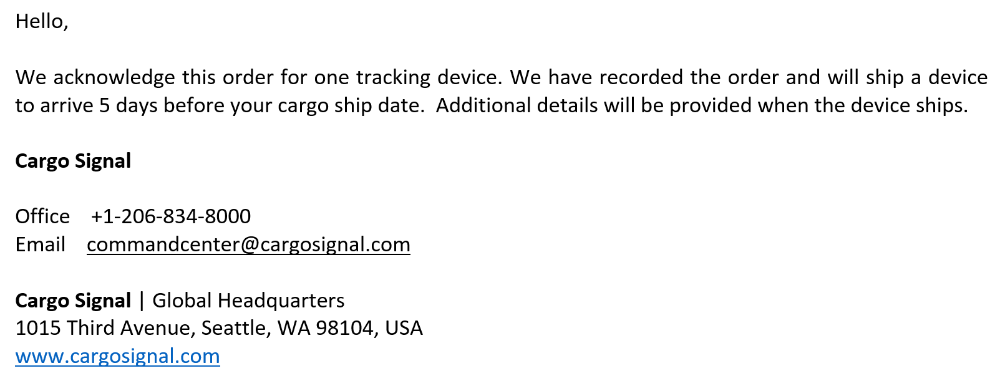 Hello,
We acknowledge this order for one tracking device. We have recorded the order and will ship a device
to arrive 5 days before your cargo ship date.  Additional details will be provided when the device ships.
Cargo Signal
Office    +1-206-834-8000
Email    commandcenter@cargosignal.com
Cargo Signal | Global Headquarters
1015 Third Avenue, Seattle, WA 98104, USA
www.cargosignal.com